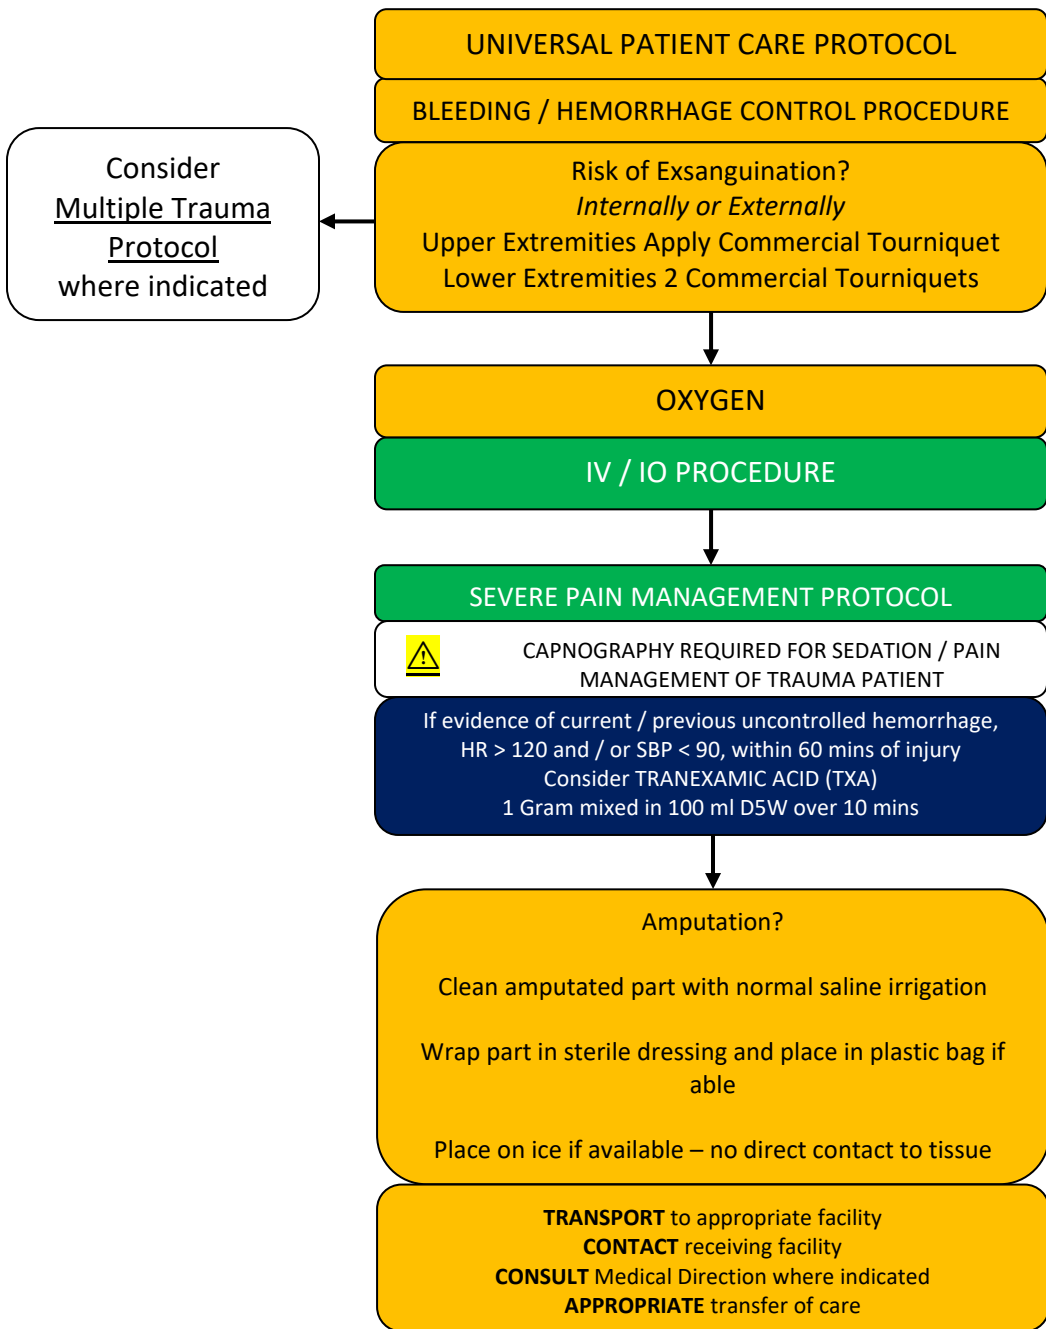 UNIVERSAL PATIENT CARE PROTOCOL
BLEEDING / HEMORRHAGE CONTROL PROCEDURE
Risk of Exsanguination?
Internally or Externally
Upper Extremities Apply Commercial Tourniquet
Lower Extremities 2 Commercial Tourniquets
Consider
Multiple Trauma
Protocol
where indicated
OXYGEN
IV / IO PROCEDURE
SEVERE PAIN MANAGEMENT PROTOCOL
CAPNOGRAPHY REQUIRED FOR SEDATION / PAIN
MANAGEMENT OF TRAUMA PATIENT
If evidence of current / previous uncontrolled hemorrhage,
HR > 120 and / or SBP < 90, within 60 mins of injury
Consider TRANEXAMIC ACID (TXA)
1 Gram mixed in 100 ml D5W over 10 mins
Amputation?
Clean amputated part with normal saline irrigation
Wrap part in sterile dressing and place in plastic bag if
able
Place on ice if available – no direct contact to tissue
TRANSPORT to appropriate facility
CONTACT receiving facility
CONSULT Medical Direction where indicated
APPROPRIATE transfer of care